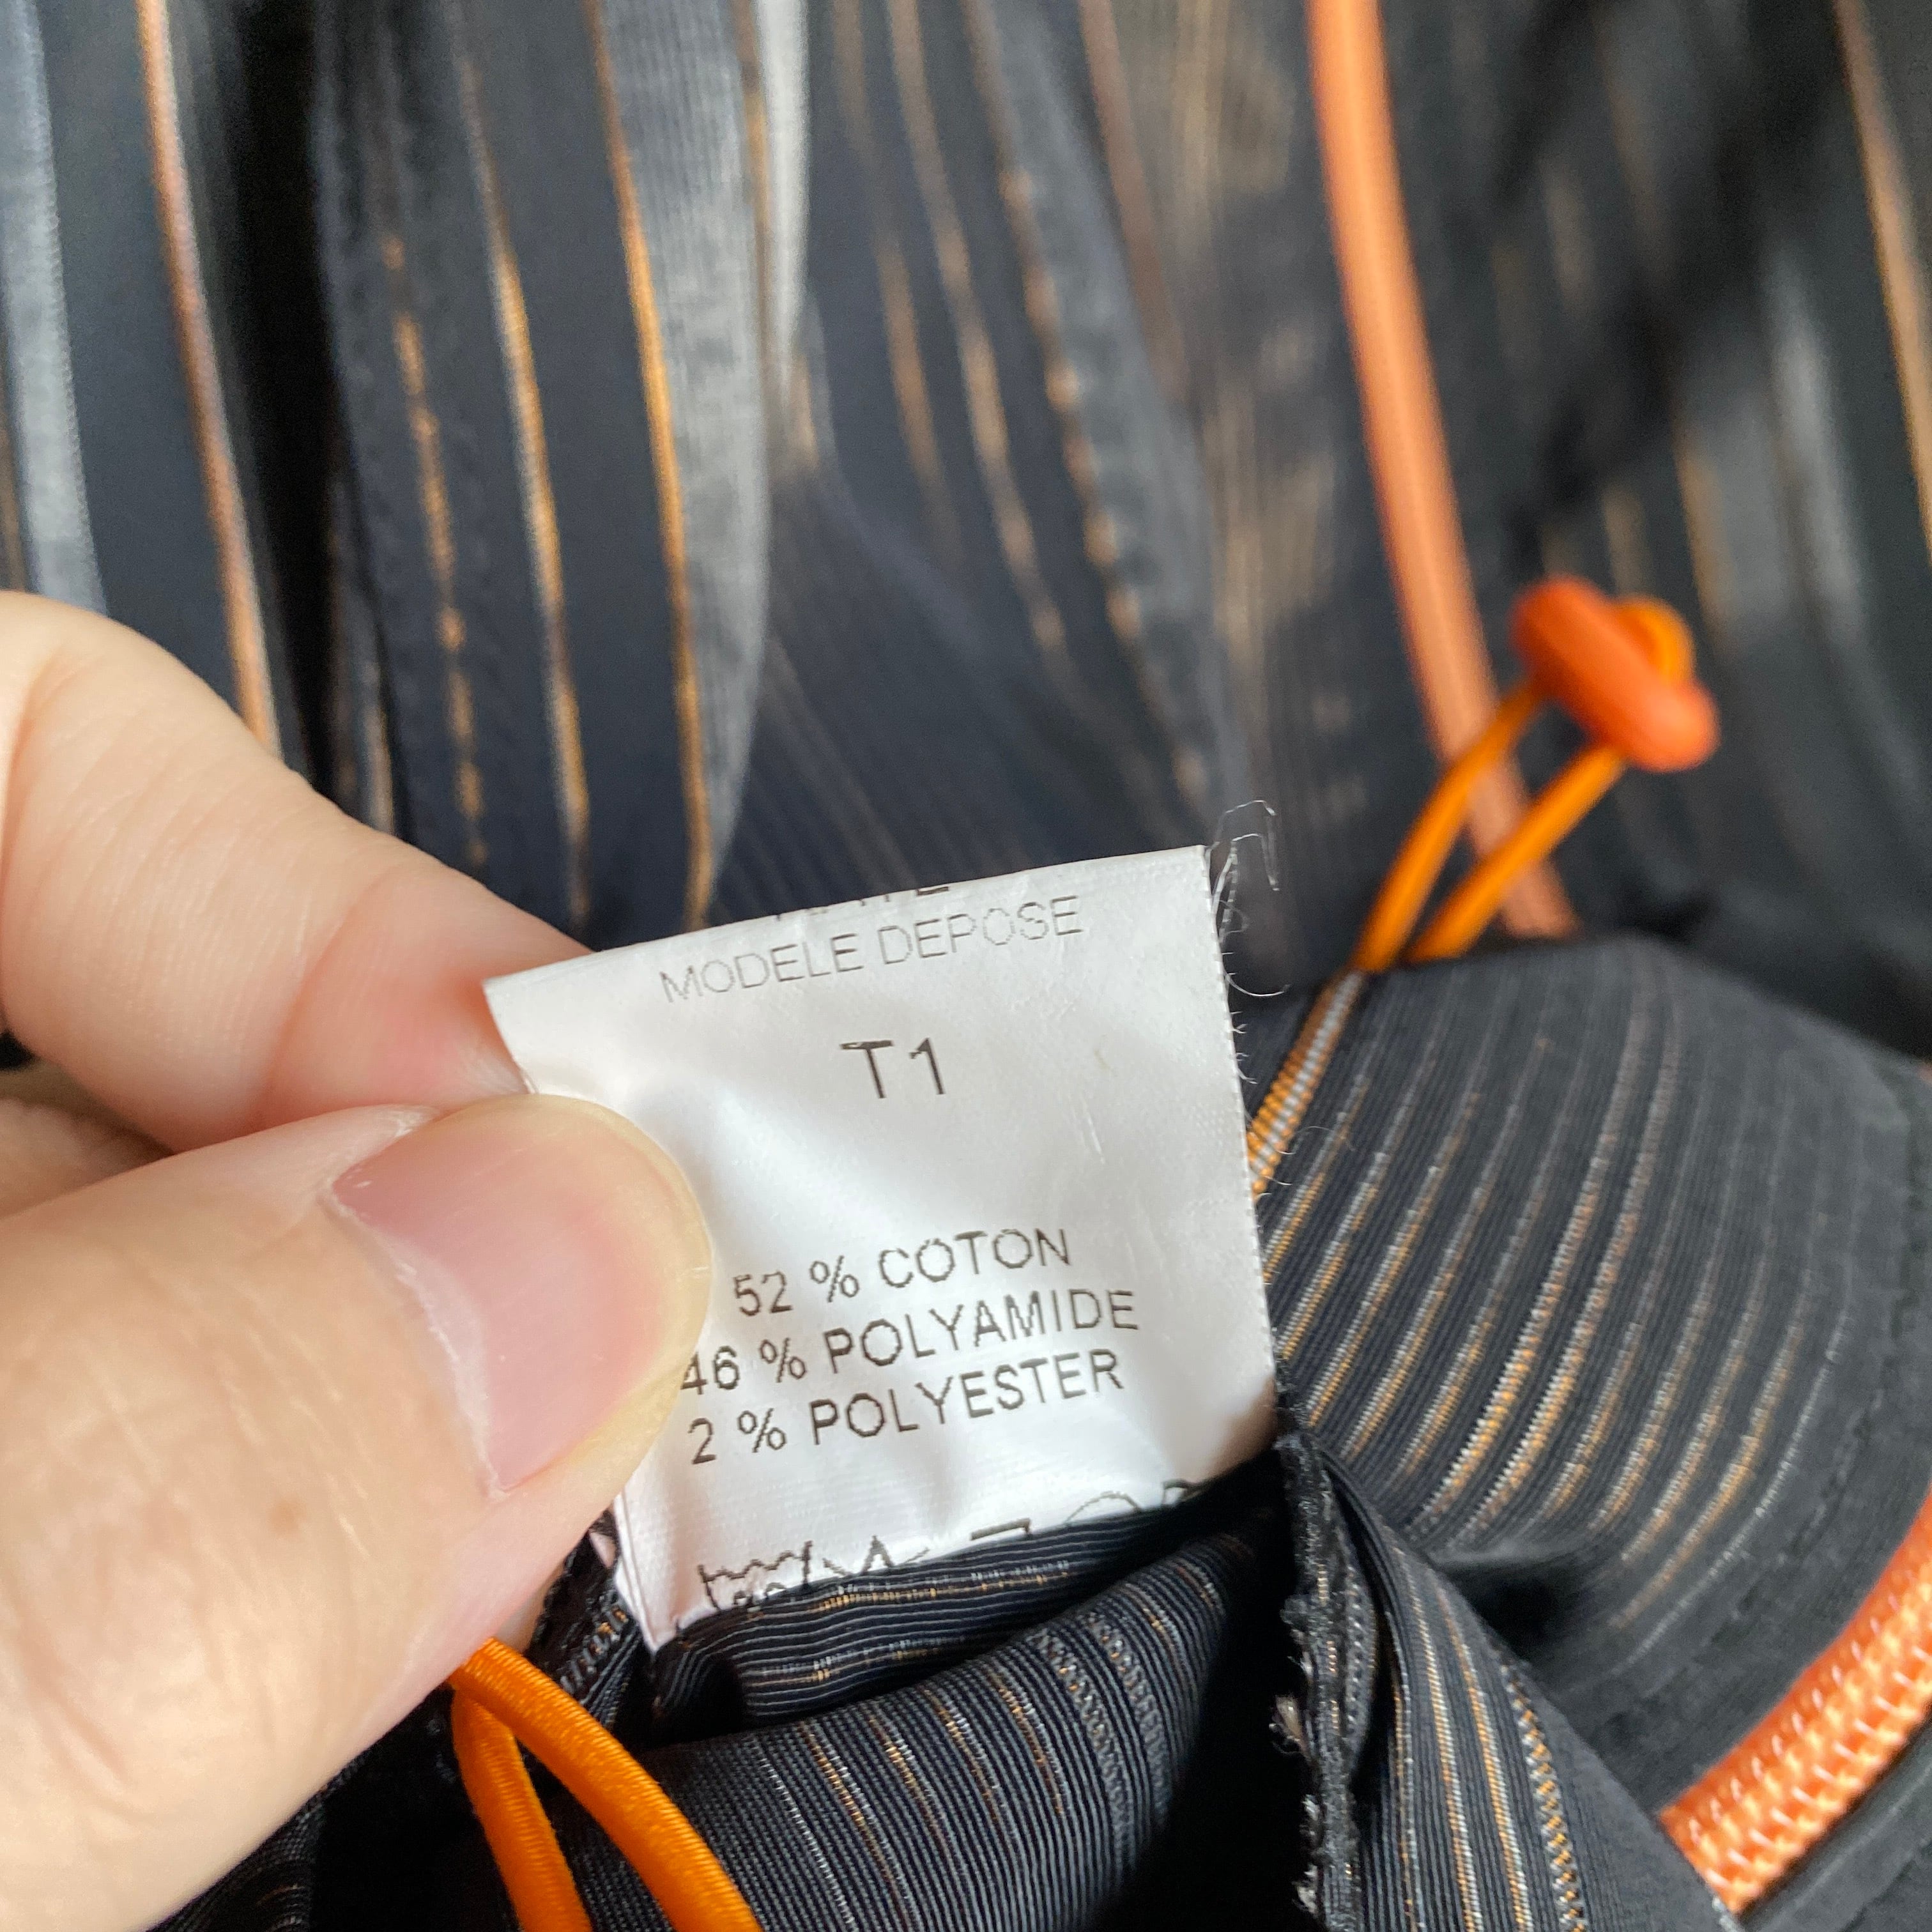 MODELE DEPOSE
T1
52 % COTON
46 % POLYAMIDE
2 % POLYESTER